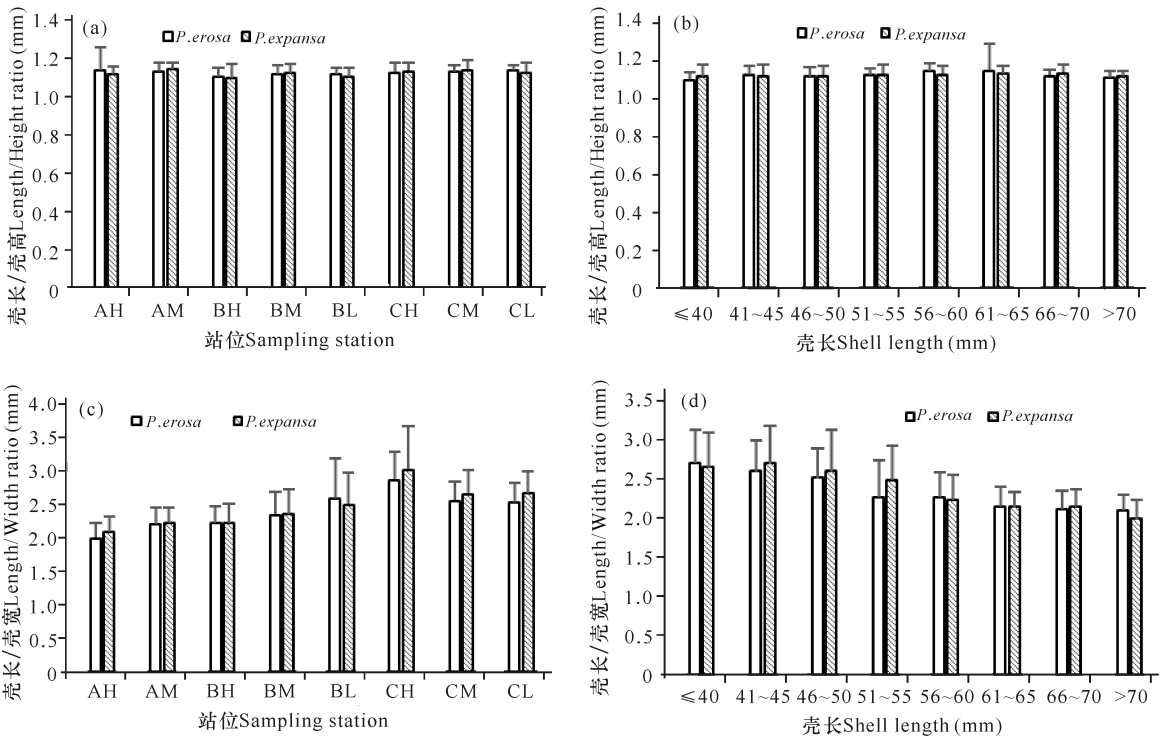 (a)
P.erosa P.expansa
壳长/壳高Length/Height ratio (mm)
1.4
1.2
1.0
0.8
0.6
0.4
0.2
0
AH AM BH BM BL CH CM CL
站位Sampling station
(b)
P.erosa P.expansa
壳长/壳高Length/Height ratio (mm)
1.4
1.2
1.0
0.8
0.6
0.4
0.2
0
≤40 41~45 46~50 51~55 56~60 61~65 66~70 >70
壳长Shell length (mm)
(c)
P.erosa P.expansa
壳长/壳宽Length/Width ratio (mm)
4.0
3.5
3.0
2.5
2.0
1.5
1.0
0.5
0
AH AM BH BM BL CH CM CL
站位Sampling station
(d)
P.erosa P.expansa
壳长/壳宽Length/Width ratio (mm)
3.5
3.0
2.5
2.0
1.5
1.0
0.5
0
≤40 41~45 46~50 51~55 56~60 61~65 66~70 >70
壳长Shell length (mm)